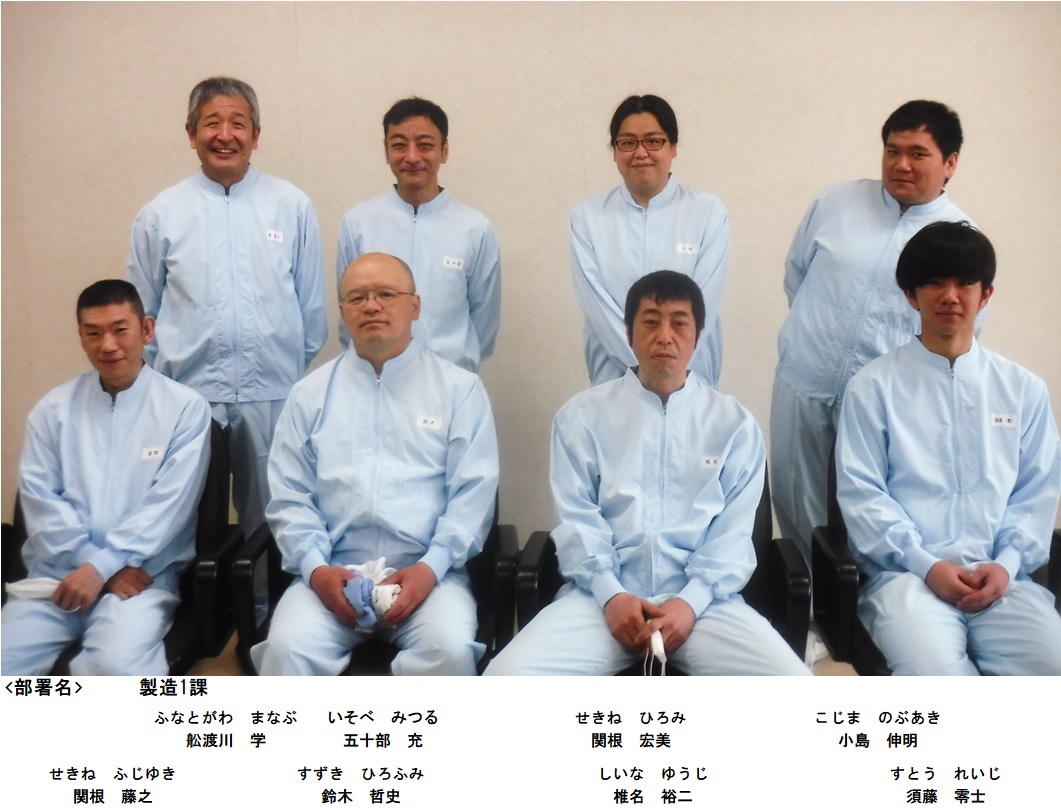 <部署名> 製造1課
ふなとがわ まなぶ いそべ みつる せきね ひろみ こじま のぶあき
舩渡川 学 五十部 充 関根 宏美 小島 伸明
せきね ふじゆき すずき ひろふみ しいな ゆうじ すとう れいじ
関根 藤之 鈴木 哲史 椎名 裕二 須藤 零士